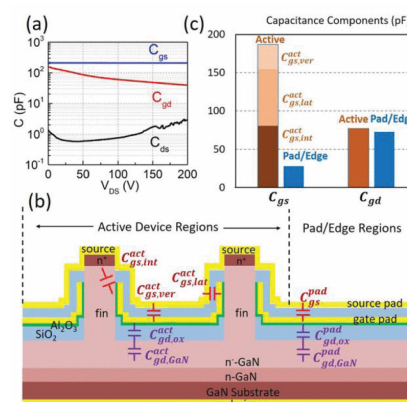 (a)
C_gs
C_gd
C_ds
C (pF)
10³
10²
10¹
10⁰
10⁻¹
0 50 100 150 200
V_DS (V)
(c) Capacitance Components (pF
200
150
100
50
0
Active
C^act_gs,ver
C^act_gs,lat
C^act_gs,int
Pad/Edge
Active Pad/Edge
C_gs C_gd
(b)
Active Device Regions
Pad/Edge Regions
source
n⁺
fin
C^act_gs,int
C^act_gs,ver
C^act_gs,lat
source
n⁺
fin
C^pad_gs
source pad
gate pad
Al₂O₃
SiO₂
C^act_gd,ox
C^act_gd,GaN
C^pad_gd,ox
C^pad_gd,GaN
n⁻-GaN
n-GaN
GaN Substrate